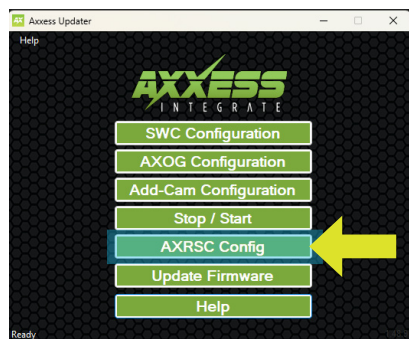 Axxess Updater
Help
AXXESS
INTEGRATE
SWC Configuration
AXOG Configuration
Add-Cam Configuration
Stop / Start
AXRSC Config
Update Firmware
Help
Ready